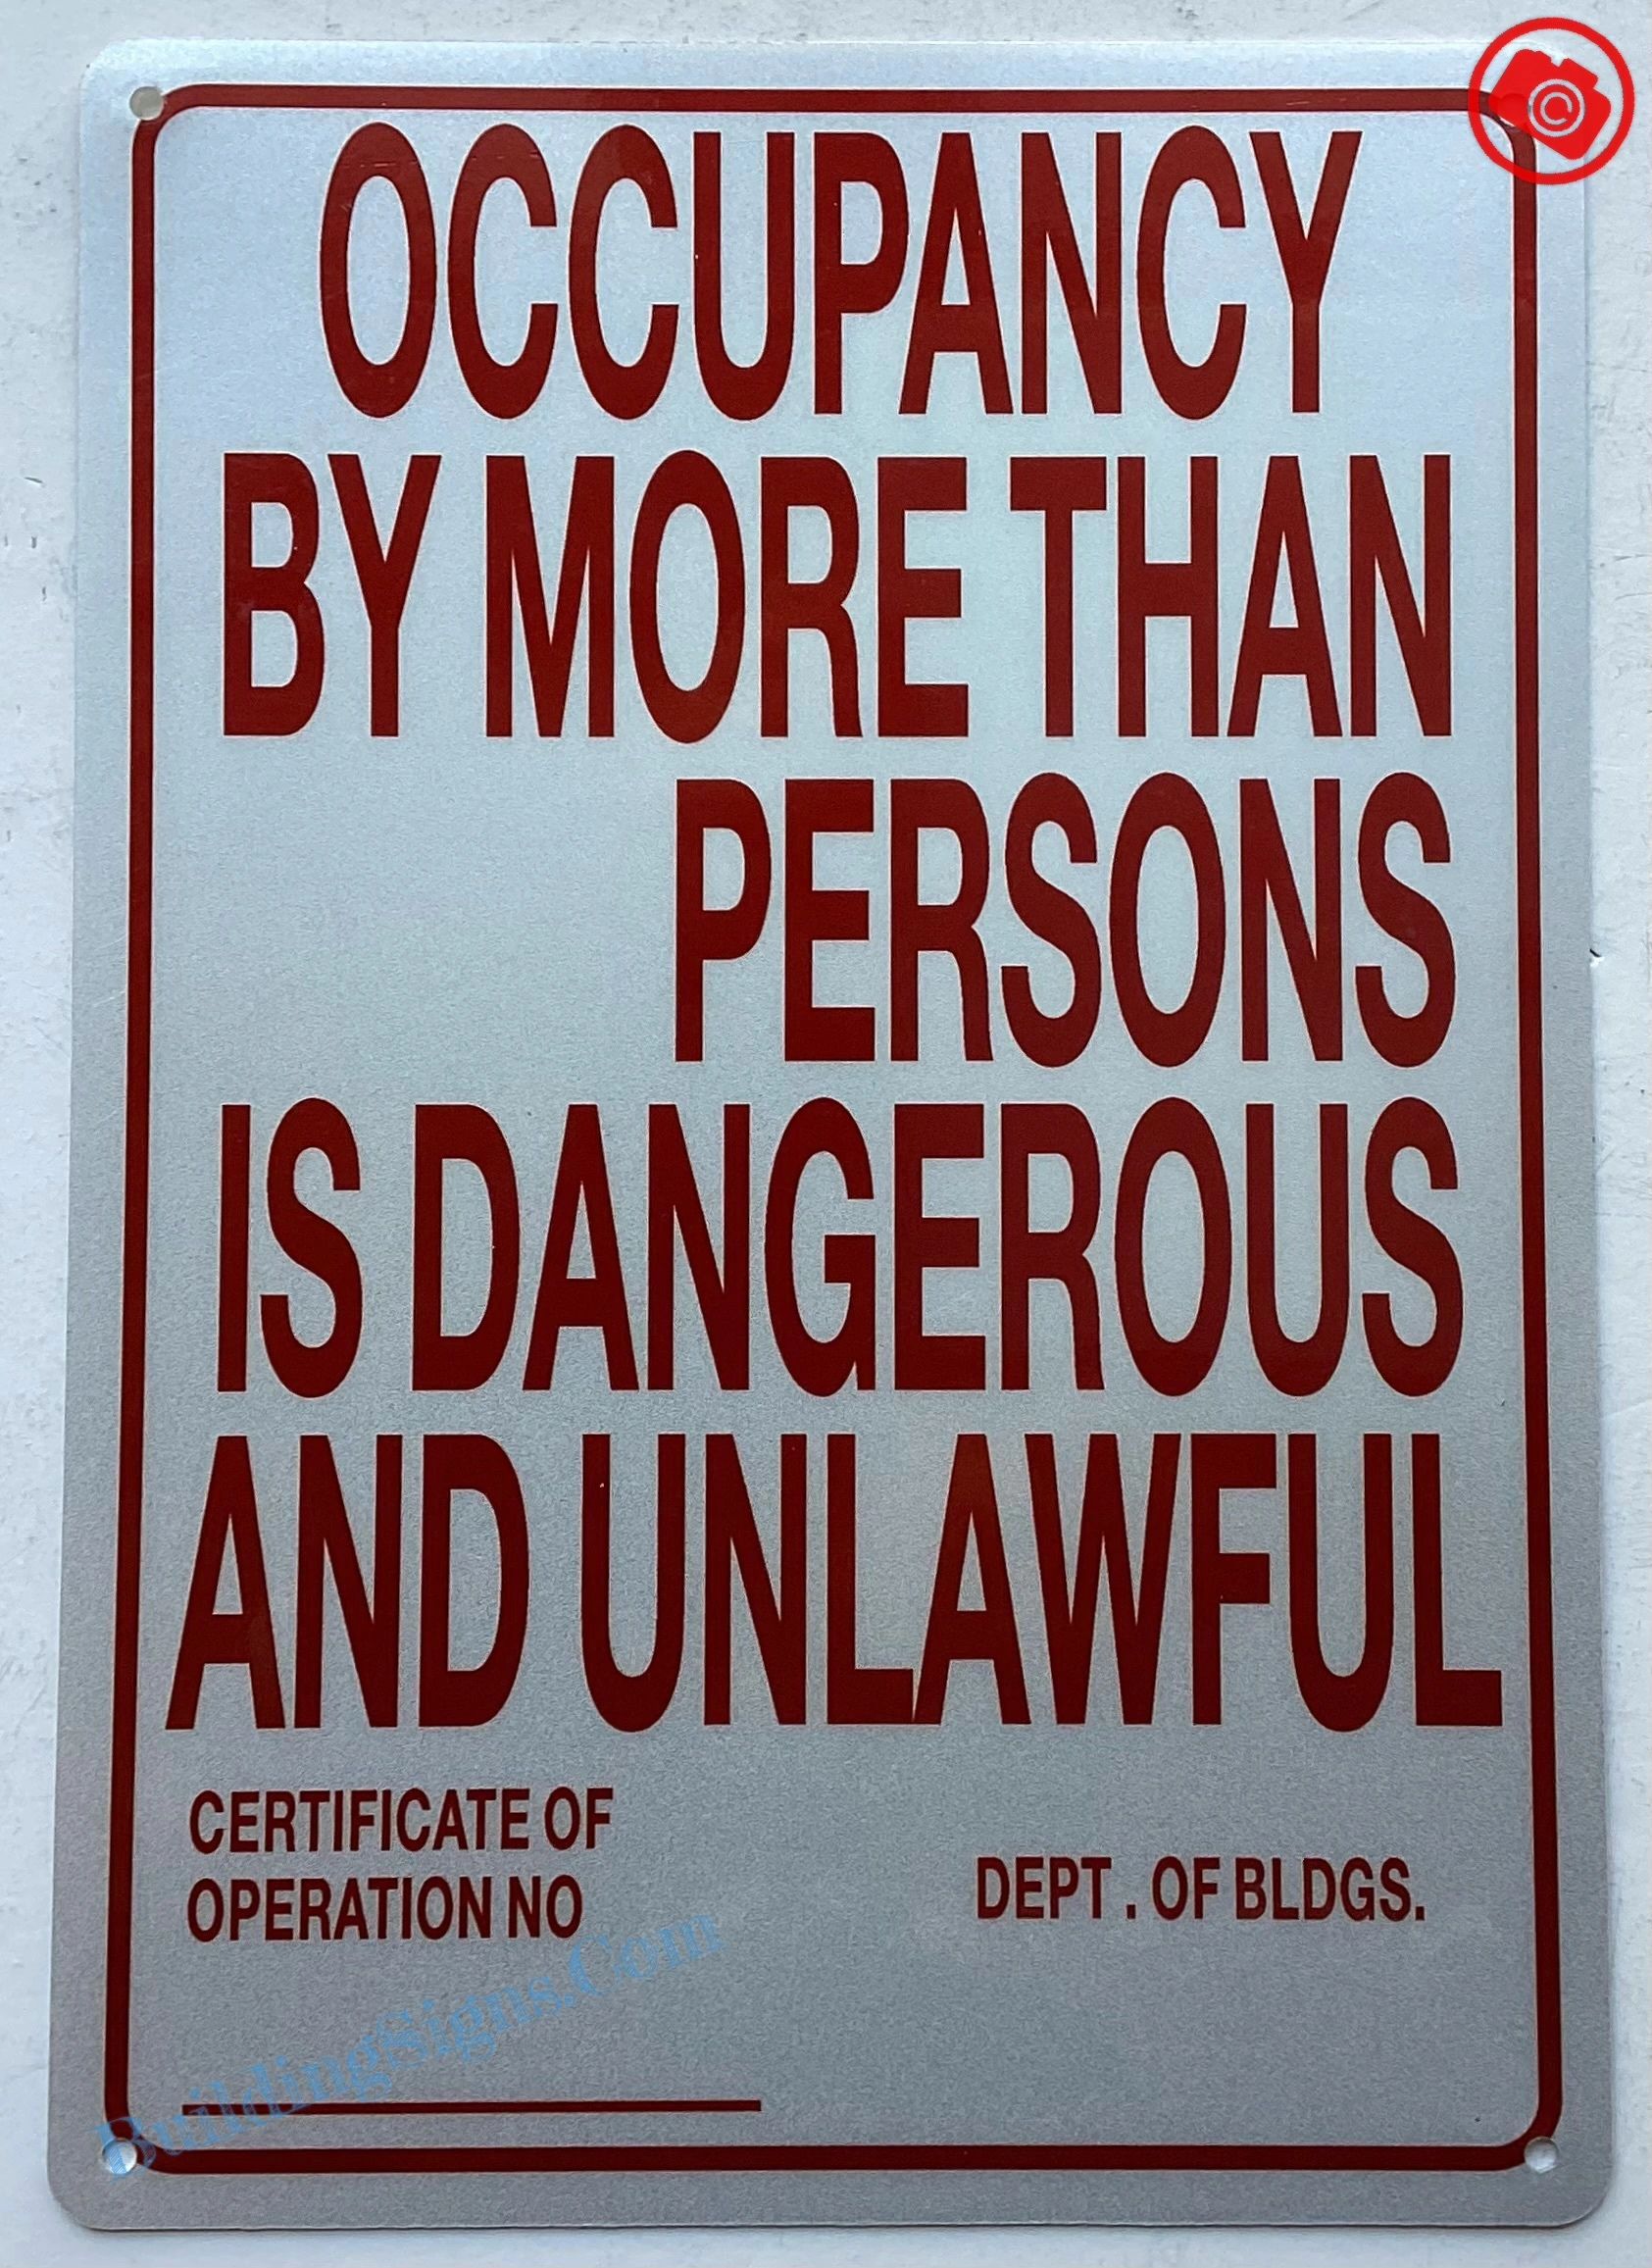 OCCUPANCY
BY MORE THAN
PERSONS
IS DANGEROUS
AND UNLAWFUL
CERTIFICATE OF
OPERATION NO
DEPT . OF BLDGS.
BuildingSigns.Com
©